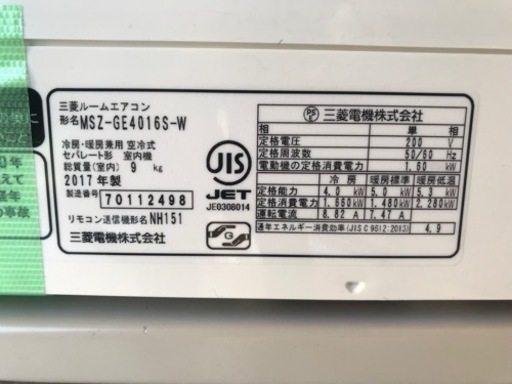 三菱ルームエアコン
形名 MSZ-GE4016S-W
冷房・暖房兼用 空冷式
セパレート形 室内機
総質量(室内) 9 kg
2017年製
製造番号 70112498
リモコン送信機形名 NH151
三菱電機株式会社
JIS
JET
JE0308014
PS E
三菱電機株式会社
相 単相
定格電圧 200 V
定格周波数 50/60 Hz
電動機の定格消費電力 1.60 kW
冷房 暖房標準 暖房低温
定格能力 4.0 kW 5.0 kW 5.3 kW
定格消費電力 1.660 kW 1.480 kW 2.280 kW
運転電流 8.82 A 7.47 A
通年エネルギー消費効率(JIS C 9612:2013) 4.9